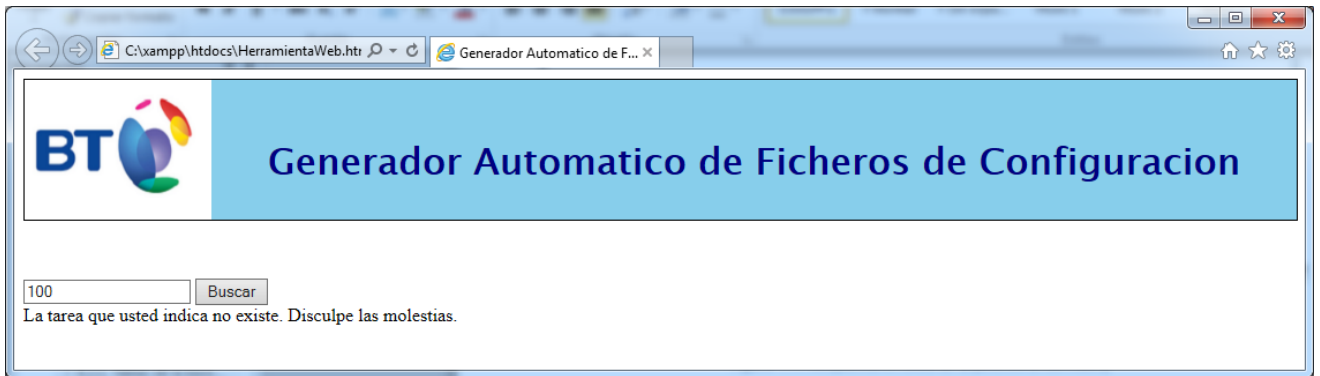 C:\xampp\htdocs\HerramientaWeb.htr
Generador Automatico de F...
BT
Generador Automatico de Ficheros de Configuracion
100
Buscar
La tarea que usted indica no existe. Disculpe las molestias.